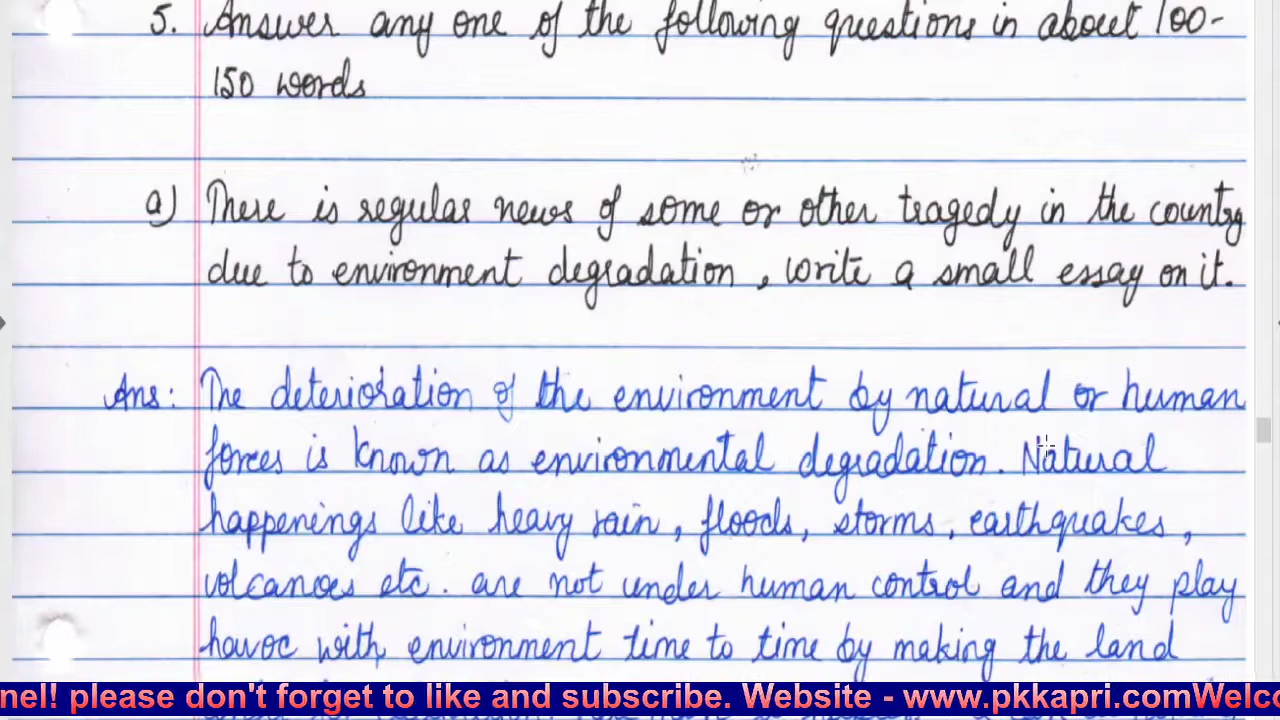 5. Answer any one of the following questions in about 100-
150 words
a) There is regular news of some or other tragedy in the country
due to environment degradation, write a small essay on it.
Ans: The deterioration of the environment by natural or human
forces is known as environmental degradation. Natural
happenings like heavy rain, floods, storms, earthquakes,
volcanoes etc. are not under human control and they play
havoc with environment time to time by making the land
nel! please don't forget to like and subscribe. Website - www.pkkapri.comWelco